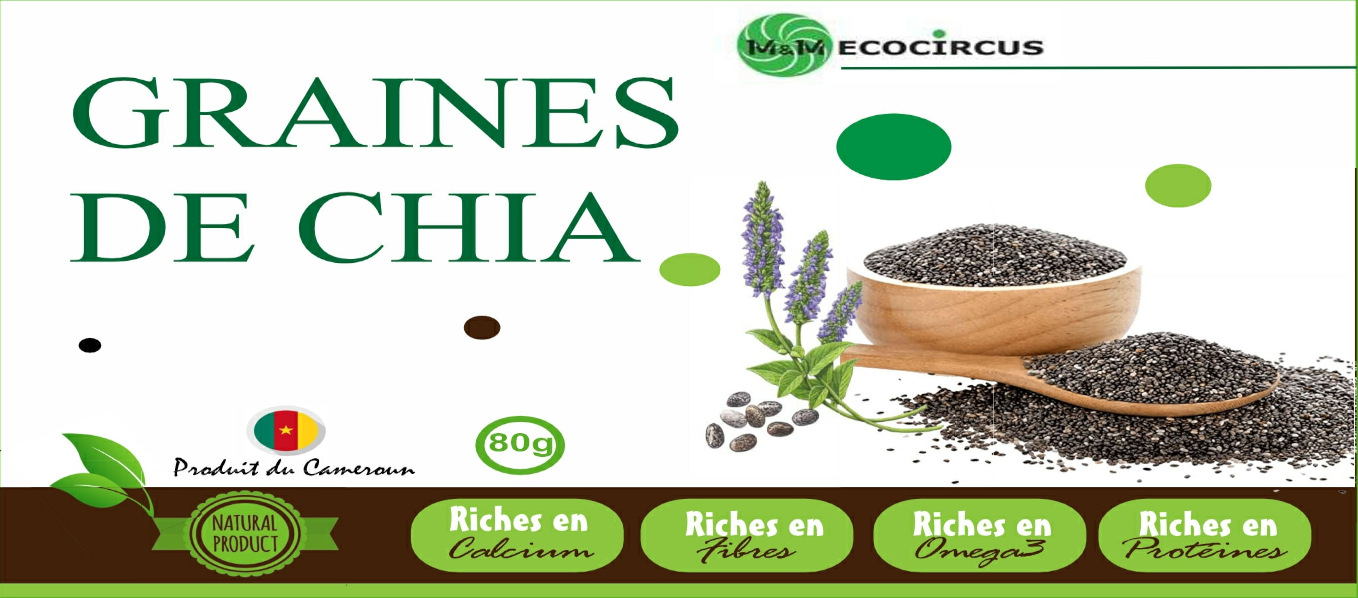 M&M ECOCIRCUS
GRAINES
DE CHIA
80g
Produit du Cameroun
NATURAL
PRODUCT
Riches en
Calcium
Riches en
Fibres
Riches en
Omega3
Riches en
Protéines